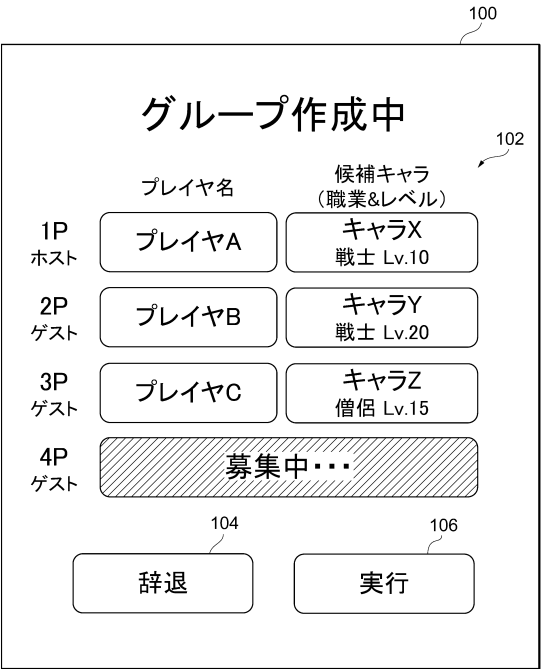 100
グループ作成中
102
プレイヤ名
候補キャラ
(職業&レベル)
1P
ホスト
プレイヤA
キャラX
戦士 Lv.10
2P
ゲスト
プレイヤB
キャラY
戦士 Lv.20
3P
ゲスト
プレイヤC
キャラZ
僧侶 Lv.15
4P
ゲスト
募集中・・・
104
106
辞退
実行